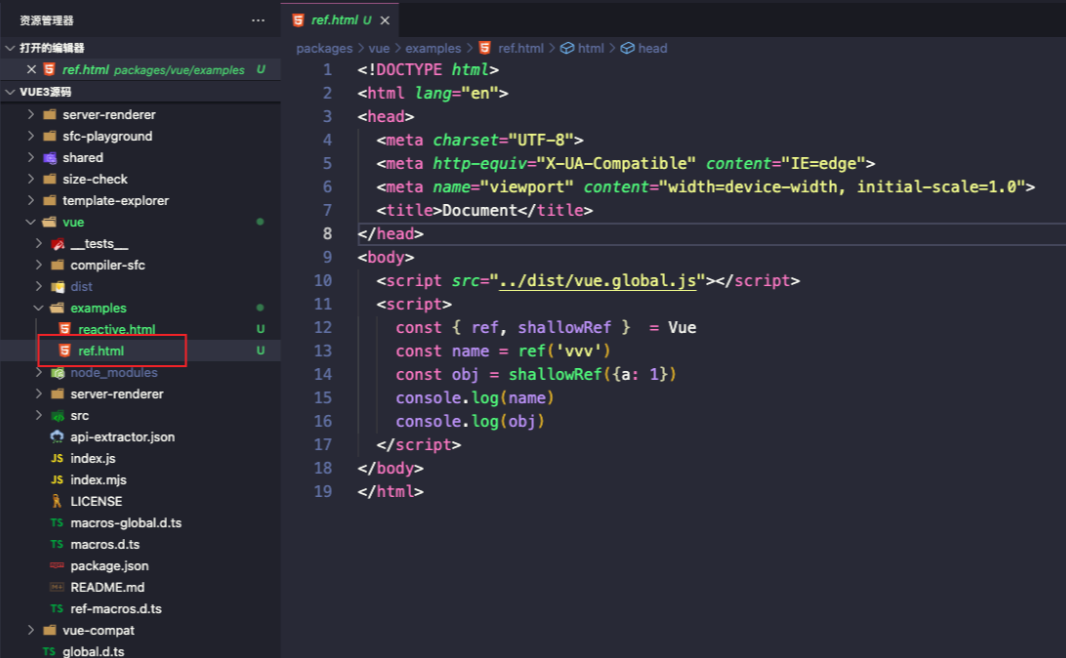 资源管理器
打开的编辑器
ref.html packages/vue/examples U
VUE3源码
server-renderer
sfc-playground
shared
size-check
template-explorer
vue
__tests__
compiler-sfc
dist
examples
reactive.html U
ref.html U
node_modules
server-renderer
src
api-extractor.json
JS index.js
JS index.mjs
LICENSE
TS macros-global.d.ts
TS macros.d.ts
package.json
README.md
TS ref-macros.d.ts
vue-compat
TS global.d.ts
ref.html U
packages > vue > examples > ref.html > html > head
1 <!DOCTYPE html>
2 <html lang="en">
3 <head>
4 <meta charset="UTF-8">
5 <meta http-equiv="X-UA-Compatible" content="IE=edge">
6 <meta name="viewport" content="width=device-width, initial-scale=1.0">
7 <title>Document</title>
8 </head>
9 <body>
10 <script src="../dist/vue.global.js"></script>
11 <script>
12 const { ref, shallowRef }  = Vue
13 const name = ref('vvv')
14 const obj = shallowRef({a: 1})
15 console.log(name)
16 console.log(obj)
17 </script>
18 </body>
19 </html>